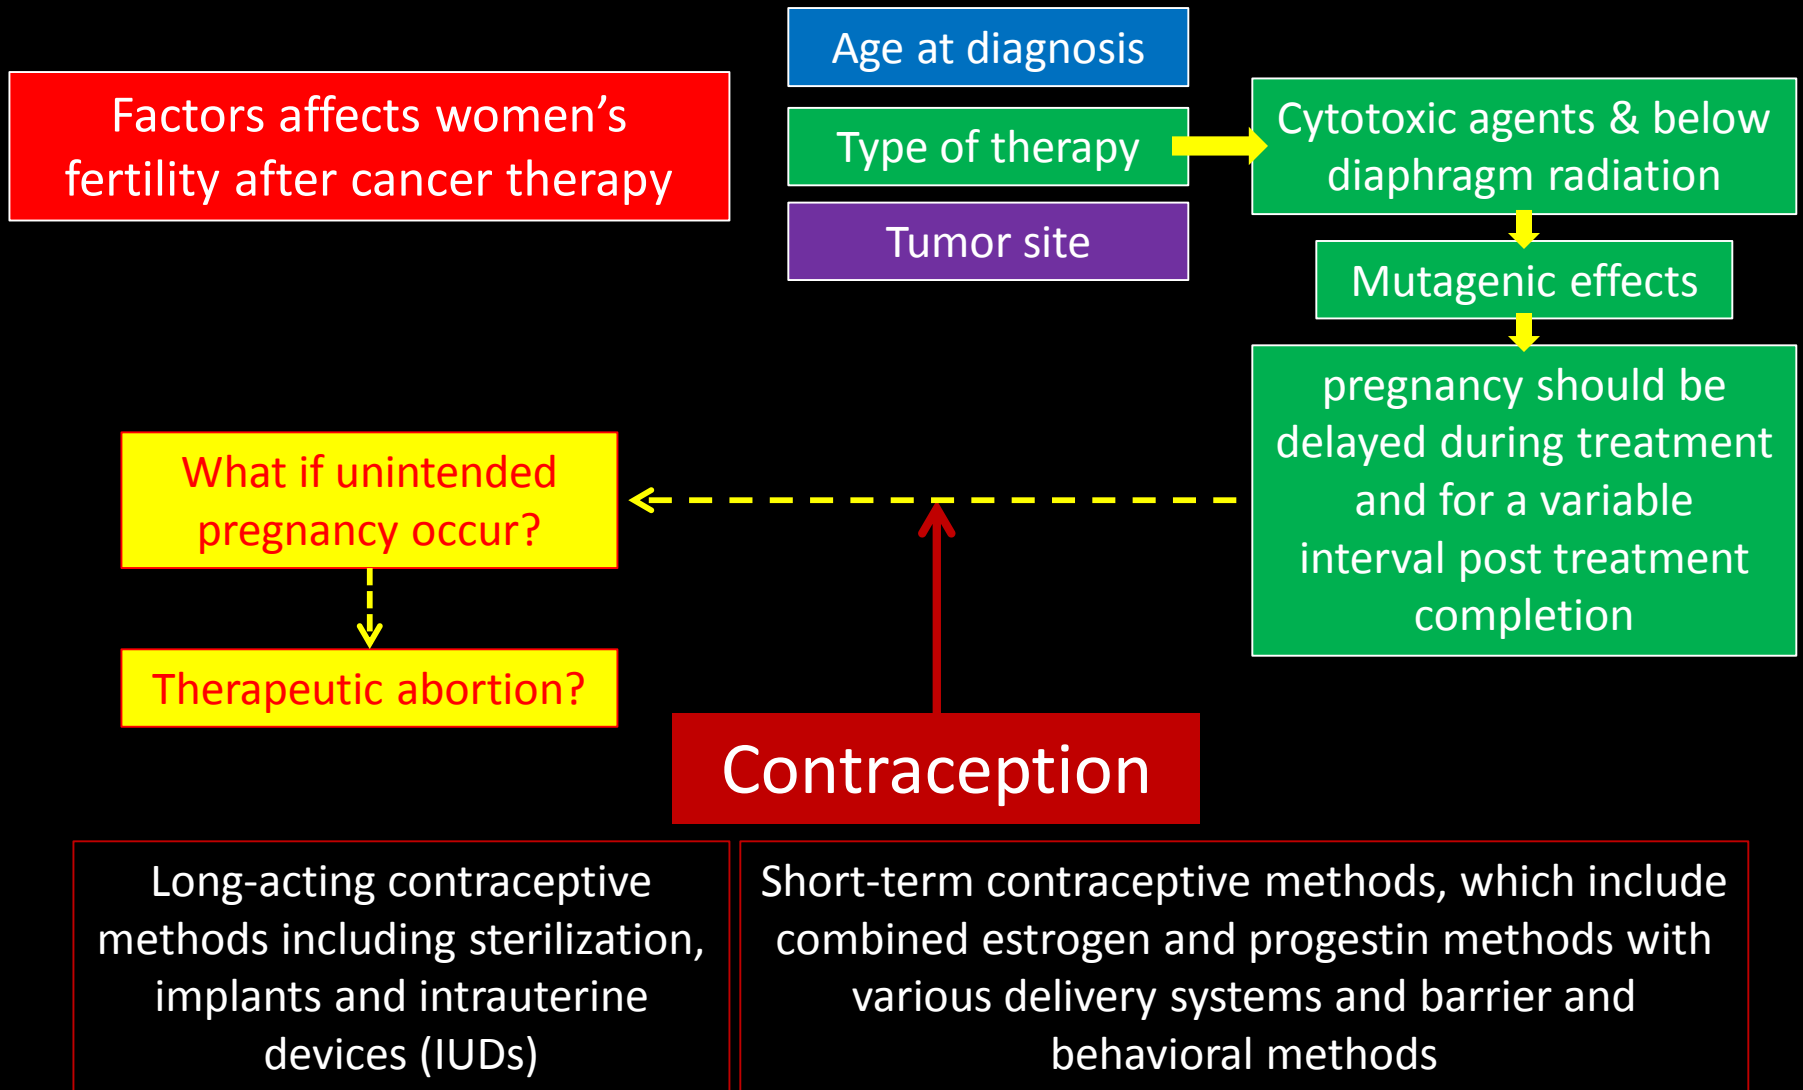 Factors affects women’s
fertility after cancer therapy
Age at diagnosis
Type of therapy
Tumor site
Cytotoxic agents & below
diaphragm radiation
Mutagenic effects
pregnancy should be
delayed during treatment
and for a variable
interval post treatment
completion
What if unintended
pregnancy occur?
Therapeutic abortion?
Contraception
Long-acting contraceptive
methods including sterilization,
implants and intrauterine
devices (IUDs)
Short-term contraceptive methods, which include
combined estrogen and progestin methods with
various delivery systems and barrier and
behavioral methods